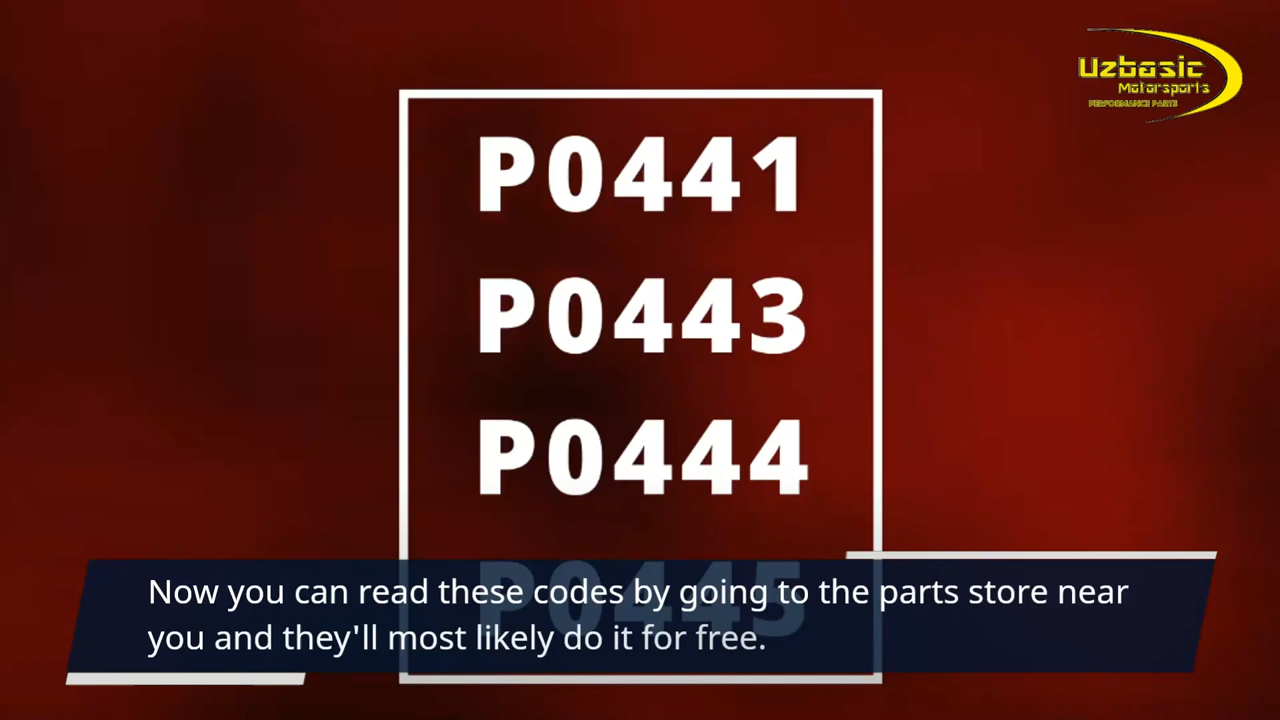 Uzbasic
Motorsports
PERFORMANCE PARTS
P0441
P0443
P0444
P0445
Now you can read these codes by going to the parts store near
you and they'll most likely do it for free.